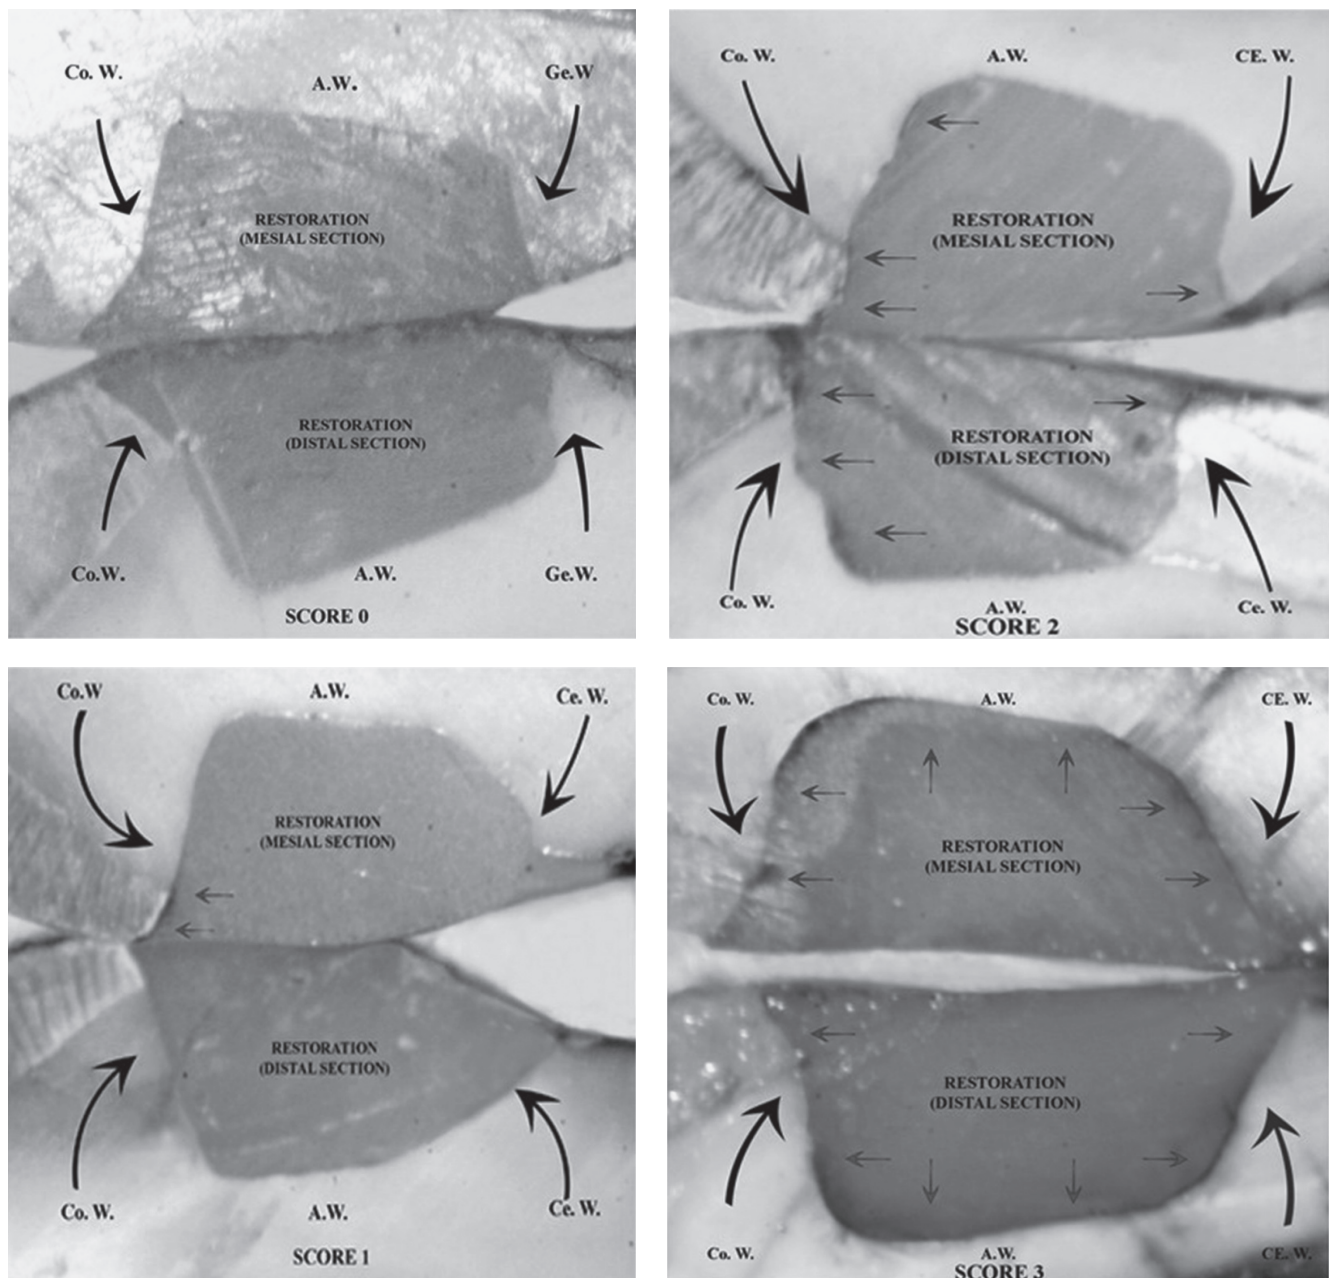 Co. W.
A.W.
Ge.W
RESTORATION
(MESIAL SECTION)
RESTORATION
(DISTAL SECTION)
Co.W.
A.W.
Ge.W.
SCORE 0
Co. W.
A.W.
CE. W.
RESTORATION
(MESIAL SECTION)
RESTORATION
(DISTAL SECTION)
Co. W.
A.W.
Ce. W.
SCORE 2
Co.W
A.W.
Ce. W.
RESTORATION
(MESIAL SECTION)
RESTORATION
(DISTAL SECTION)
Co. W.
A.W.
Ce. W.
SCORE 1
Co. W.
A.W.
CE. W.
RESTORATION
(MESIAL SECTION)
RESTORATION
(DISTAL SECTION)
Co. W.
A.W.
CE. W.
SCORE 3